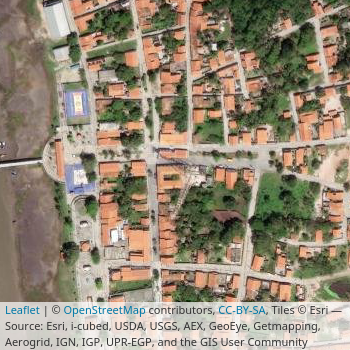 Leaflet | © OpenStreetMap contributors, CC-BY-SA, Tiles © Esri —
Source: Esri, i-cubed, USDA, USGS, AEX, GeoEye, Getmapping,
Aerogrid, IGN, IGP, UPR-EGP, and the GIS User Community